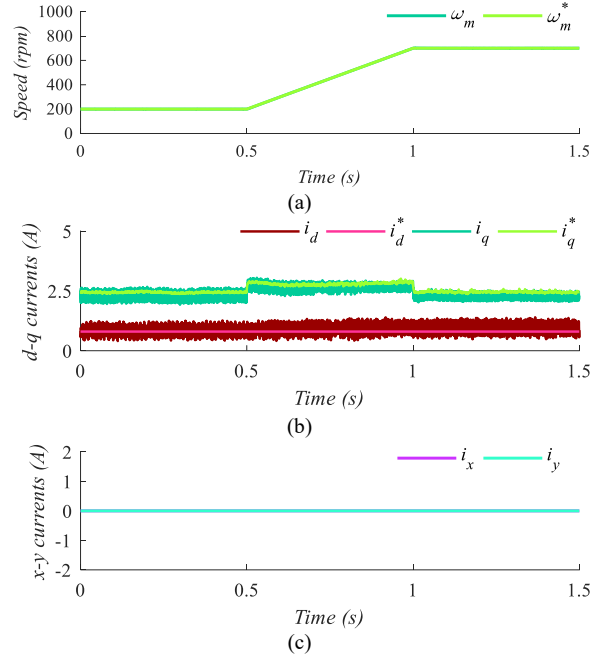 ω_m ω_m^*
Speed (rpm)
1000
800
600
400
200
0
0 0.5 1 1.5
Time (s)
(a)
i_d i_d^* i_q i_q^*
d-q currents (A)
5
2.5
0
0 0.5 1 1.5
Time (s)
(b)
i_x i_y
x-y currents (A)
2
1
0
-1
-2
0 0.5 1 1.5
Time (s)
(c)